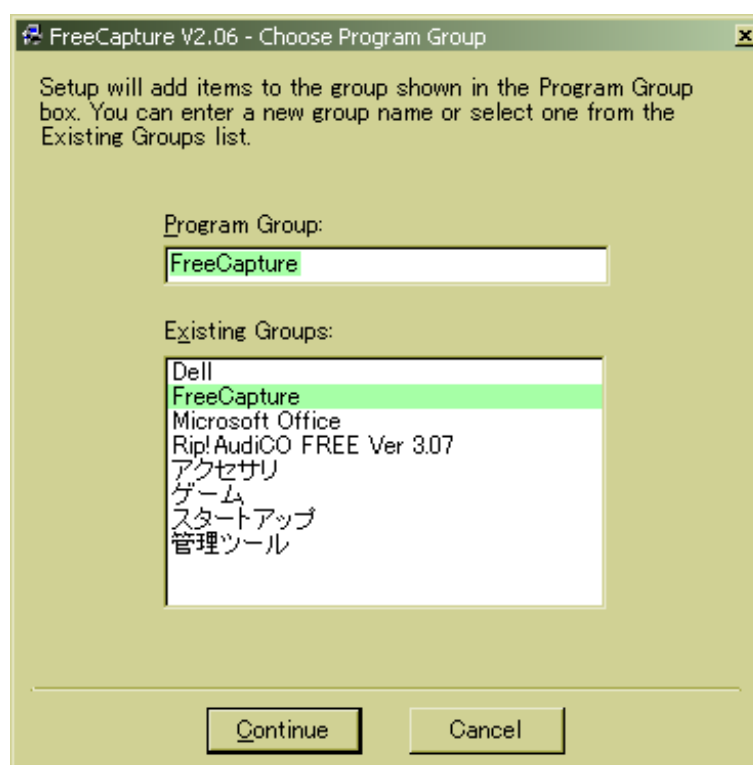 FreeCapture V2.06 - Choose Program Group
Setup will add items to the group shown in the Program Group
box. You can enter a new group name or select one from the
Existing Groups list.
Program Group:
FreeCapture
Existing Groups:
Dell
FreeCapture
Microsoft Office
Rip!AudiCO FREE Ver 3.07
アクセサリ
ゲーム
スタートアップ
管理ツール
Continue
Cancel